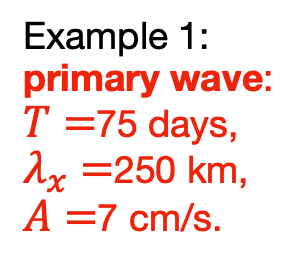 Example 1:
primary wave:
T =75 days,
λₓ =250 km,
A =7 cm/s.